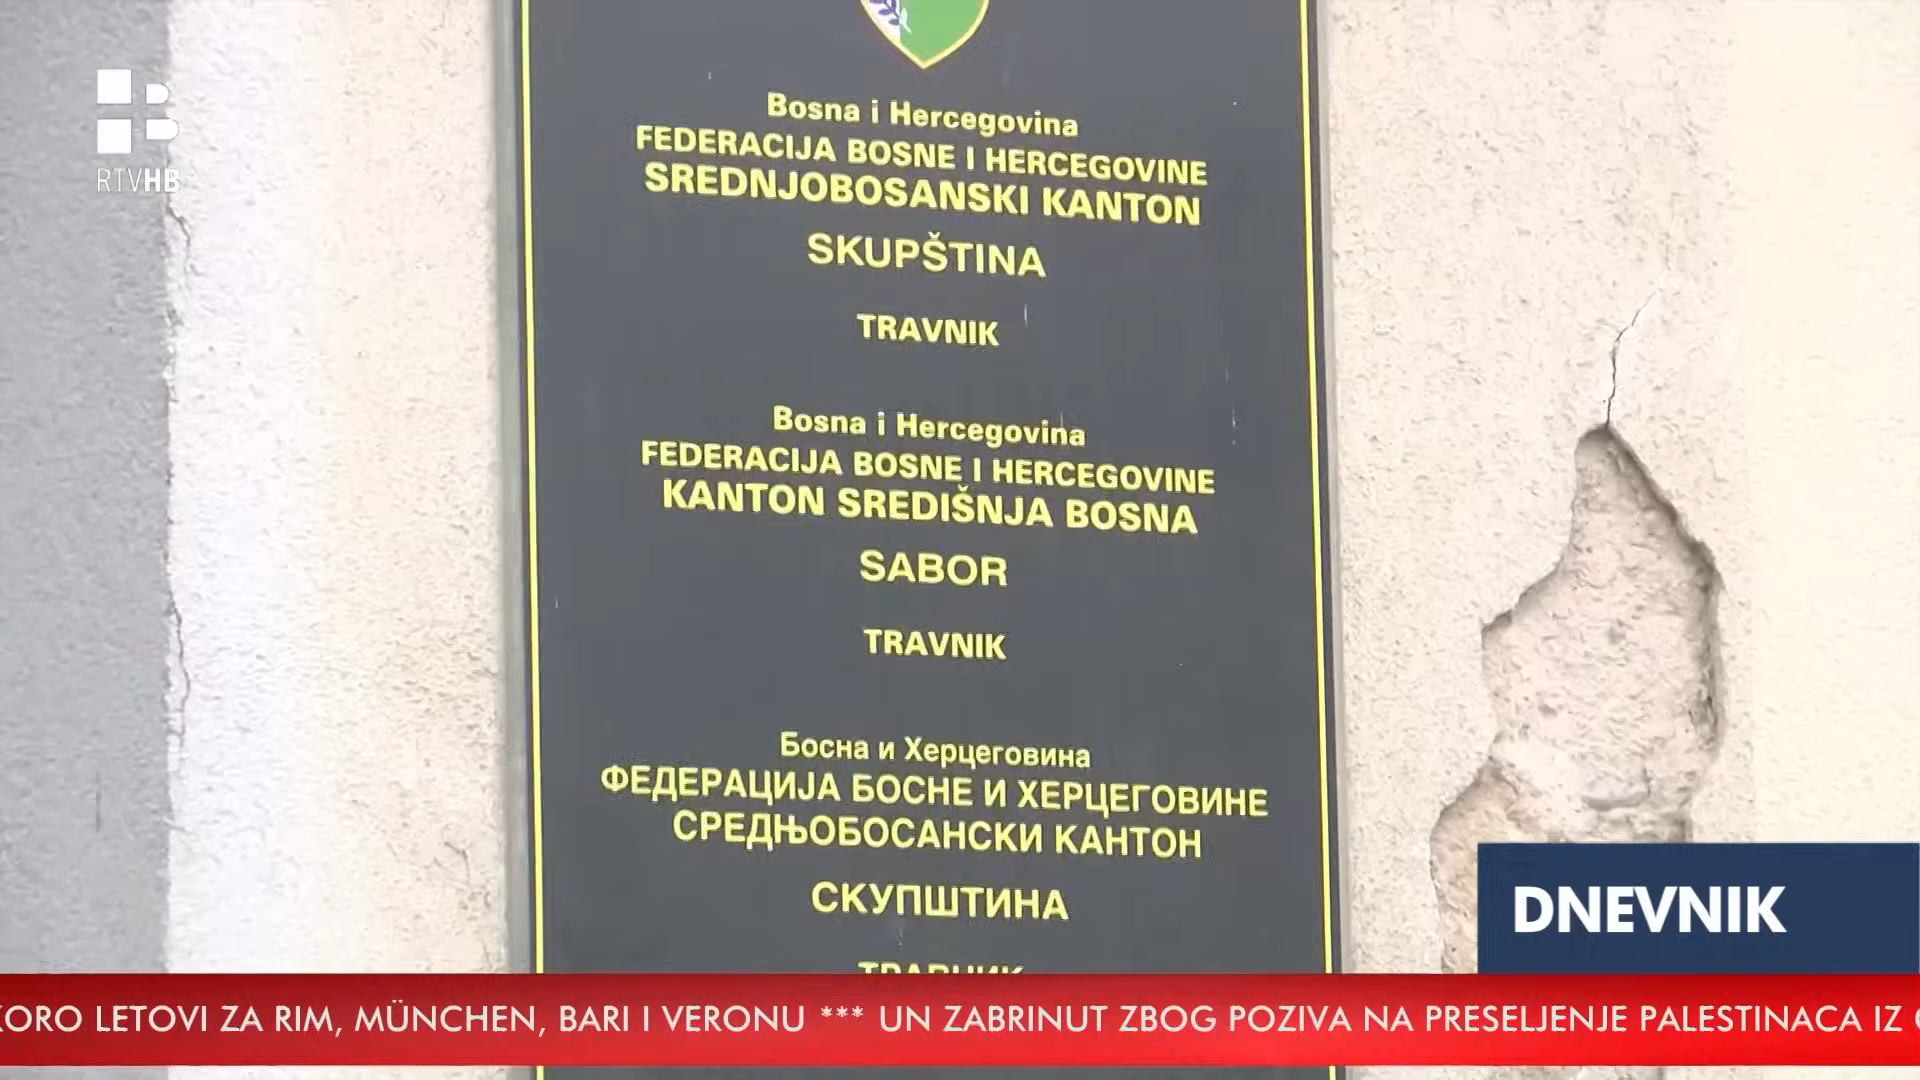 RTVHB
Bosna i Hercegovina
FEDERACIJA BOSNE I HERCEGOVINE
SREDNJOBOSANSKI KANTON
SKUPŠTINA
TRAVNIK
Bosna i Hercegovina
FEDERACIJA BOSNE I HERCEGOVINE
KANTON SREDIŠNJA BOSNA
SABOR
TRAVNIK
Босна и Херцеговина
ФЕДЕРАЦИЈА БОСНЕ И ХЕРЦЕГОВИНЕ
СРЕДЊОБОСАНСКИ КАНТОН
СКУПШТИНА
ТРАВНИК
DNEVNIK
LETOVI ZA RIM, MÜNCHEN, BARI I VERONU *** UN ZABRINUT ZBOG POZIVA NA PRESELJENJE PALESTINACA IZ